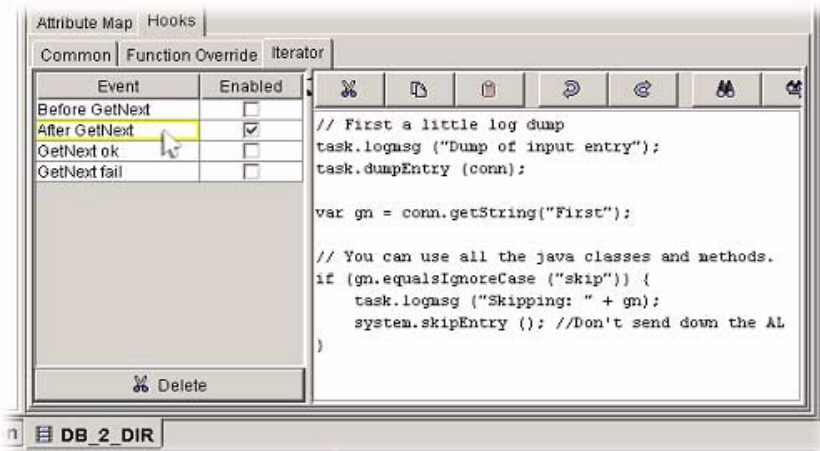 Attribute Map Hooks
Common Function Override Iterator
Event Enabled
Before GetNext
After GetNext
GetNext ok
GetNext fail
Delete
// First a little log dump
task.logmsg ("Dump of input entry");
task.dumpEntry (conn);
var gn = conn.getString("First");
// You can use all the java classes and methods.
if (gn.equalsIgnoreCase ("skip")) {
task.logmsg ("Skipping: " + gn);
system.skipEntry (); //Don't send down the AL
}
n DB_2_DIR